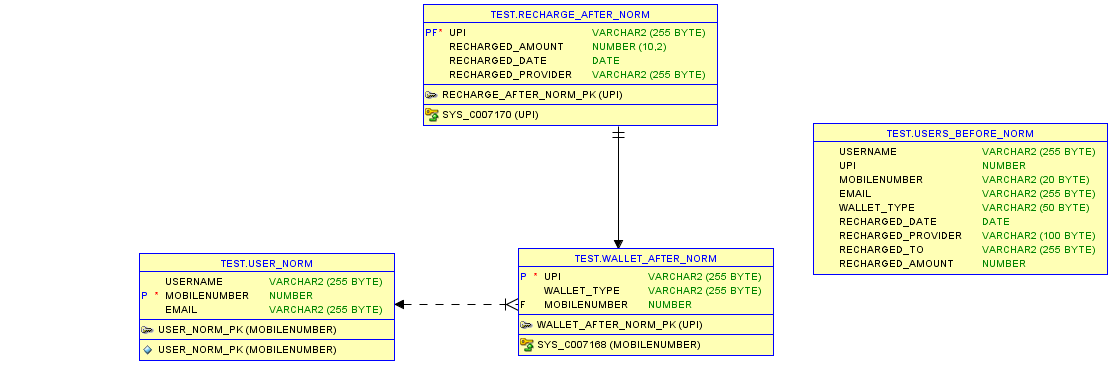 TEST.RECHARGE_AFTER_NORM
PF* UPI VARCHAR2 (255 BYTE)
RECHARGED_AMOUNT NUMBER (10,2)
RECHARGED_DATE DATE
RECHARGED_PROVIDER VARCHAR2 (255 BYTE)
RECHARGE_AFTER_NORM_PK (UPI)
SYS_C007170 (UPI)
TEST.USERS_BEFORE_NORM
USERNAME VARCHAR2 (255 BYTE)
UPI NUMBER
MOBILENUMBER VARCHAR2 (20 BYTE)
EMAIL VARCHAR2 (255 BYTE)
WALLET_TYPE VARCHAR2 (50 BYTE)
RECHARGED_DATE DATE
RECHARGED_PROVIDER VARCHAR2 (100 BYTE)
RECHARGED_TO VARCHAR2 (255 BYTE)
RECHARGED_AMOUNT NUMBER
TEST.USER_NORM
USERNAME VARCHAR2 (255 BYTE)
P * MOBILENUMBER NUMBER
EMAIL VARCHAR2 (255 BYTE)
USER_NORM_PK (MOBILENUMBER)
USER_NORM_PK (MOBILENUMBER)
TEST.WALLET_AFTER_NORM
P * UPI VARCHAR2 (255 BYTE)
WALLET_TYPE VARCHAR2 (255 BYTE)
F MOBILENUMBER NUMBER
WALLET_AFTER_NORM_PK (UPI)
SYS_C007168 (MOBILENUMBER)